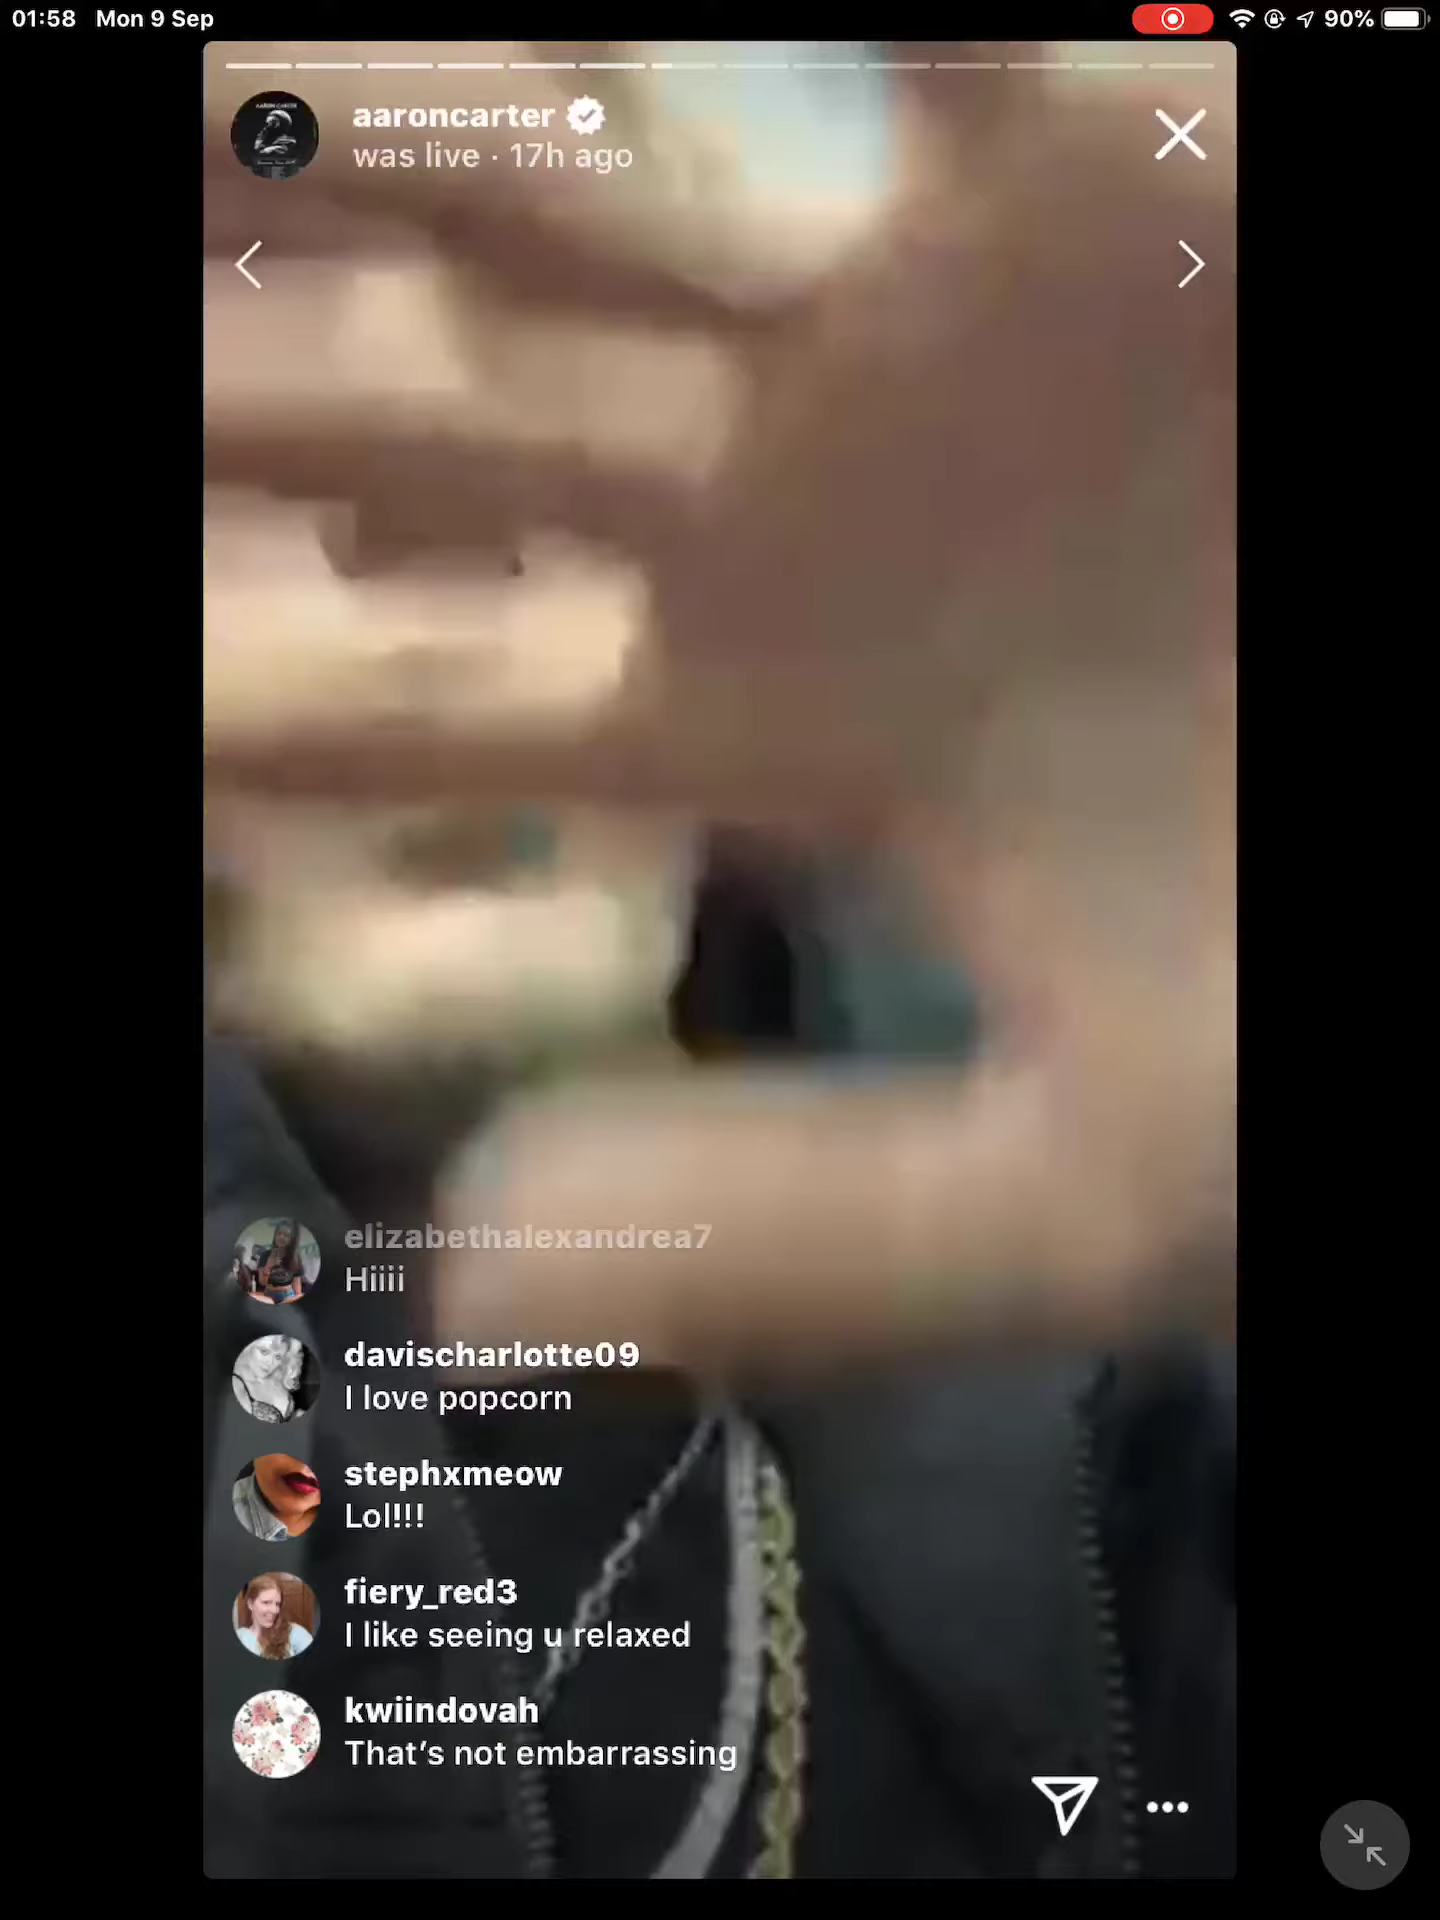 01:58 Mon 9 Sep 90%
aaroncarter
was live · 17h ago
elizabethalexandrea7
Hiiii
davischarlotte09
I love popcorn
stephxmeow
Lol!!!
fiery_red3
I like seeing u relaxed
kwiindovah
That’s not embarrassing